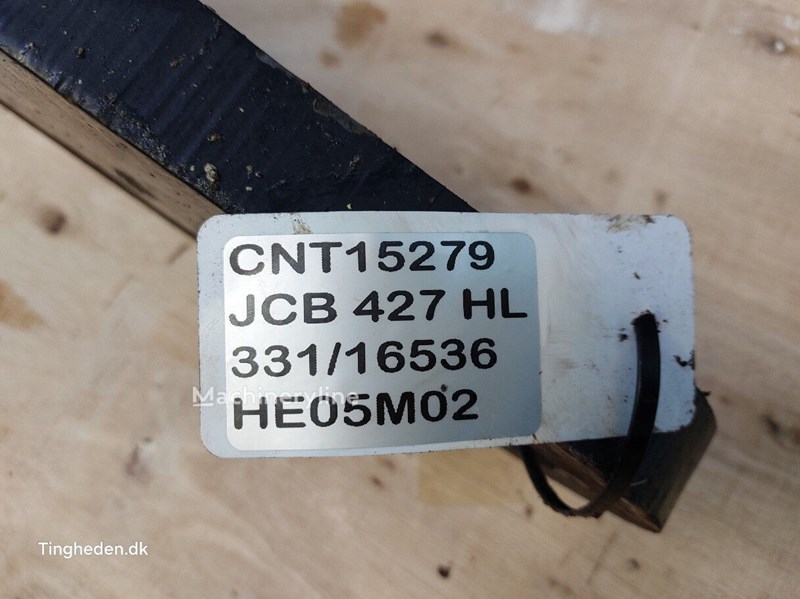 CNT15279
JCB 427 HL
331/16536
Machineryline
HE05M02
Tingheden.dk